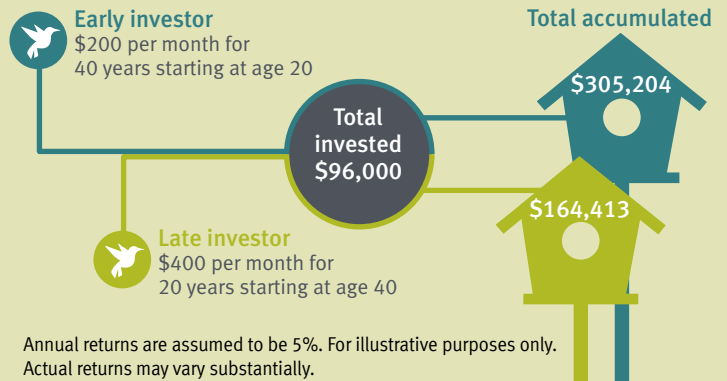 Early investor
$200 per month for
40 years starting at age 20
Total accumulated
$305,204
Total
invested
$96,000
$164,413
Late investor
$400 per month for
20 years starting at age 40
Annual returns are assumed to be 5%. For illustrative purposes only.
Actual returns may vary substantially.